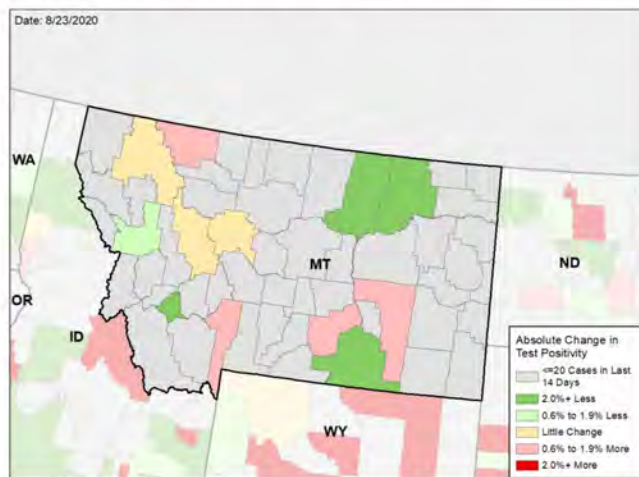 Date: 8/23/2020
WA
MT
ND
OR
ID
WY
Absolute Change in
Test Positivity
<=20 Cases in Last
14 Days
2.0%+ Less
0.6% to 1.9% Less
Little Change
0.6% to 1.9% More
2.0%+ More